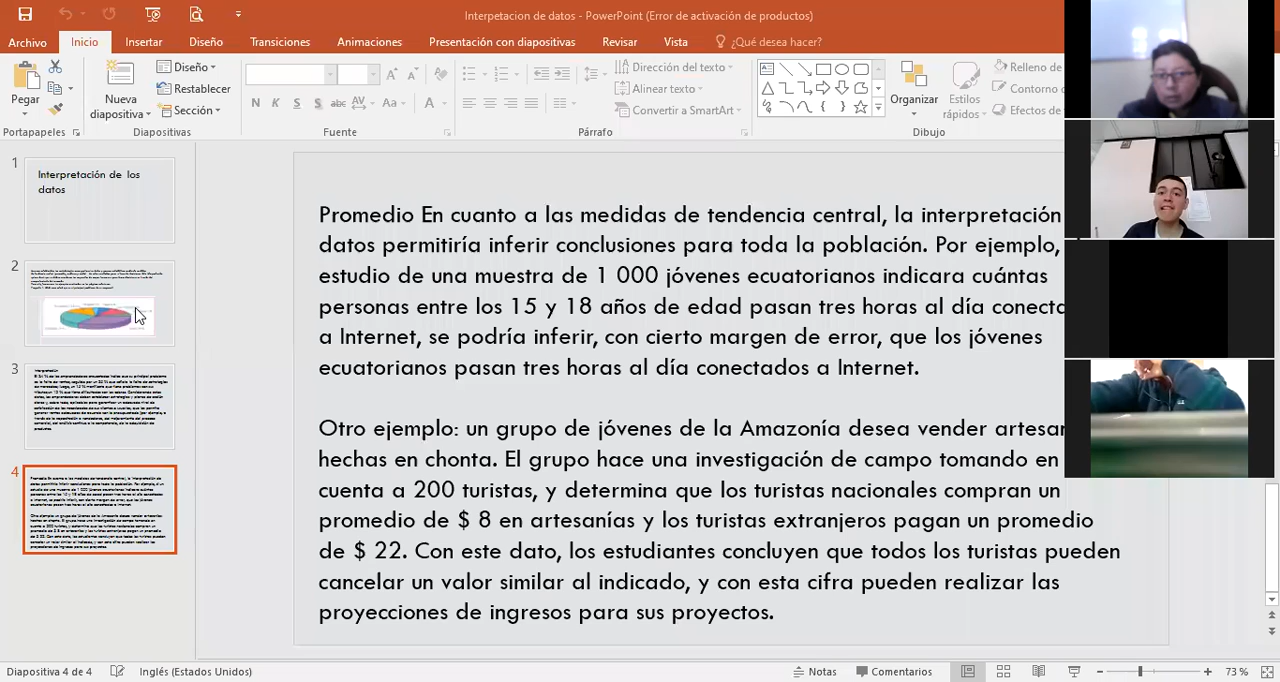 Interpetacion de datos - PowerPoint (Error de activación de productos)
Archivo
Inicio
Insertar
Diseño
Transiciones
Animaciones
Presentación con diapositivas
Revisar
Vista
¿Qué desea hacer?
Pegar
Portapapeles
Nueva
diapositiva
Diseño
Restablecer
Sección
Diapositivas
N K S S abc AV Aa A
Fuente
Dirección del texto
Alinear texto
Convertir a SmartArt
Párrafo
Organizar
Estilos
rápidos
Relleno de
Contorno
Efectos de
Dibujo
1
Interpretación de los
datos
2
3
4
Promedio En cuanto a las medidas de tendencia central, la interpretación
datos permitiría inferir conclusiones para toda la población. Por ejemplo,
estudio de una muestra de 1 000 jóvenes ecuatorianos indicara cuántas
personas entre los 15 y 18 años de edad pasan tres horas al día conecta
a Internet, se podría inferir, con cierto margen de error, que los jóvenes
ecuatorianos pasan tres horas al día conectados a Internet.
Otro ejemplo: un grupo de jóvenes de la Amazonía desea vender artesan
hechas en chonta. El grupo hace una investigación de campo tomando en
cuenta a 200 turistas, y determina que los turistas nacionales compran un
promedio de $ 8 en artesanías y los turistas extranjeros pagan un promedio
de $ 22. Con este dato, los estudiantes concluyen que todos los turistas pueden
cancelar un valor similar al indicado, y con esta cifra pueden realizar las
proyecciones de ingresos para sus proyectos.
Diapositiva 4 de 4
Inglés (Estados Unidos)
Notas
Comentarios
73 %